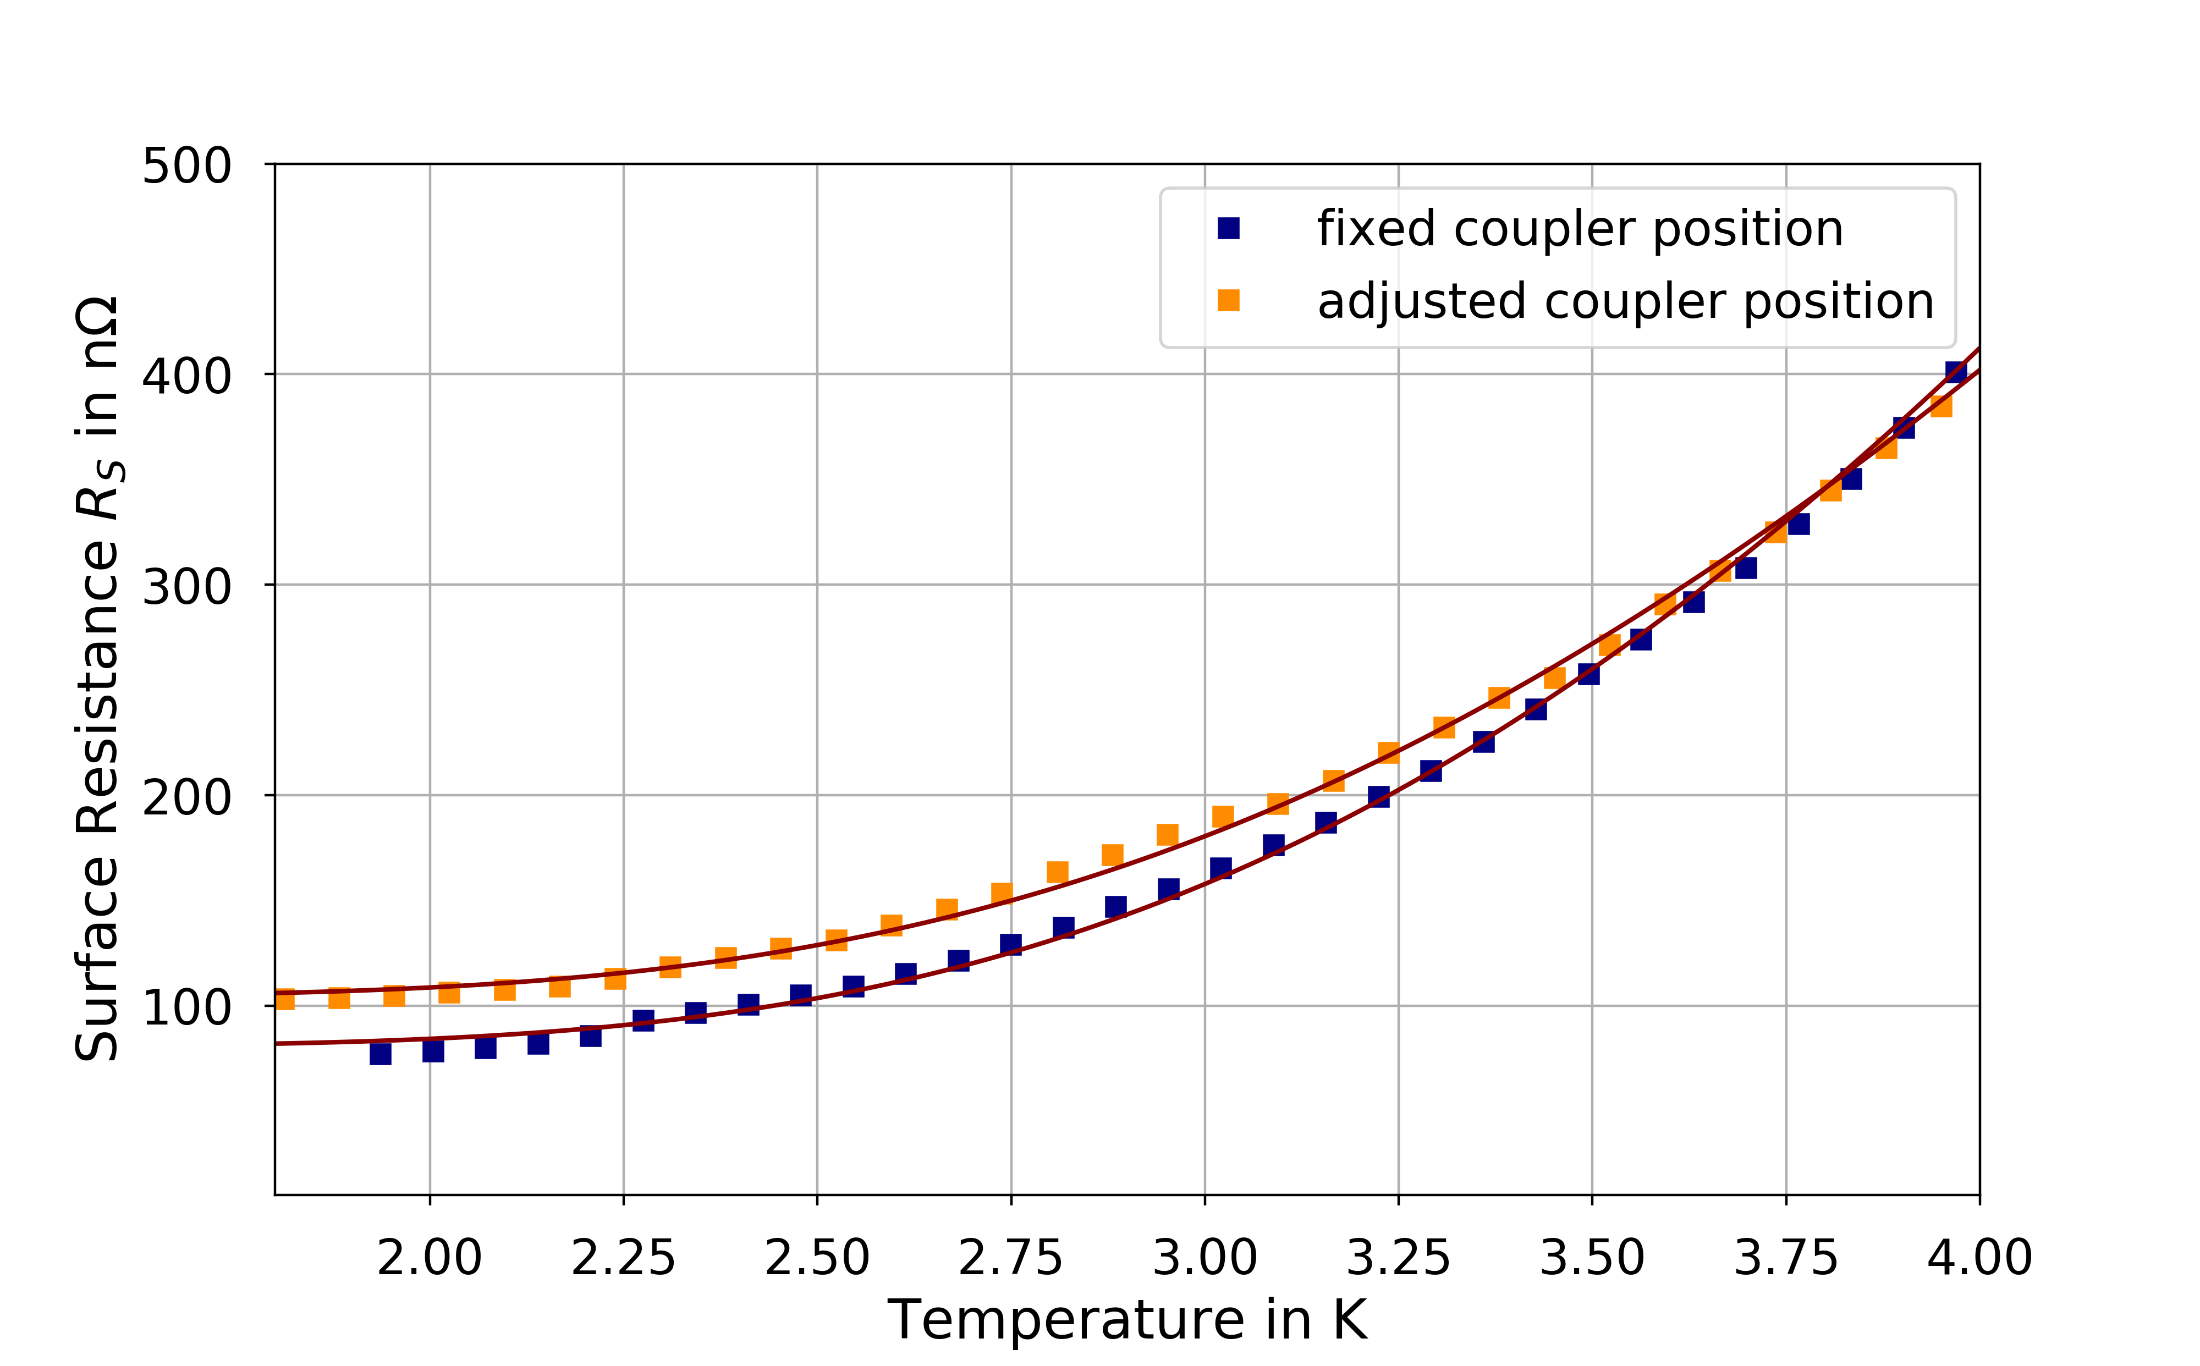 500
400
300
200
100
Surface Resistance R_S in nΩ
fixed coupler position
adjusted coupler position
2.00 2.25 2.50 2.75 3.00 3.25 3.50 3.75 4.00
Temperature in K